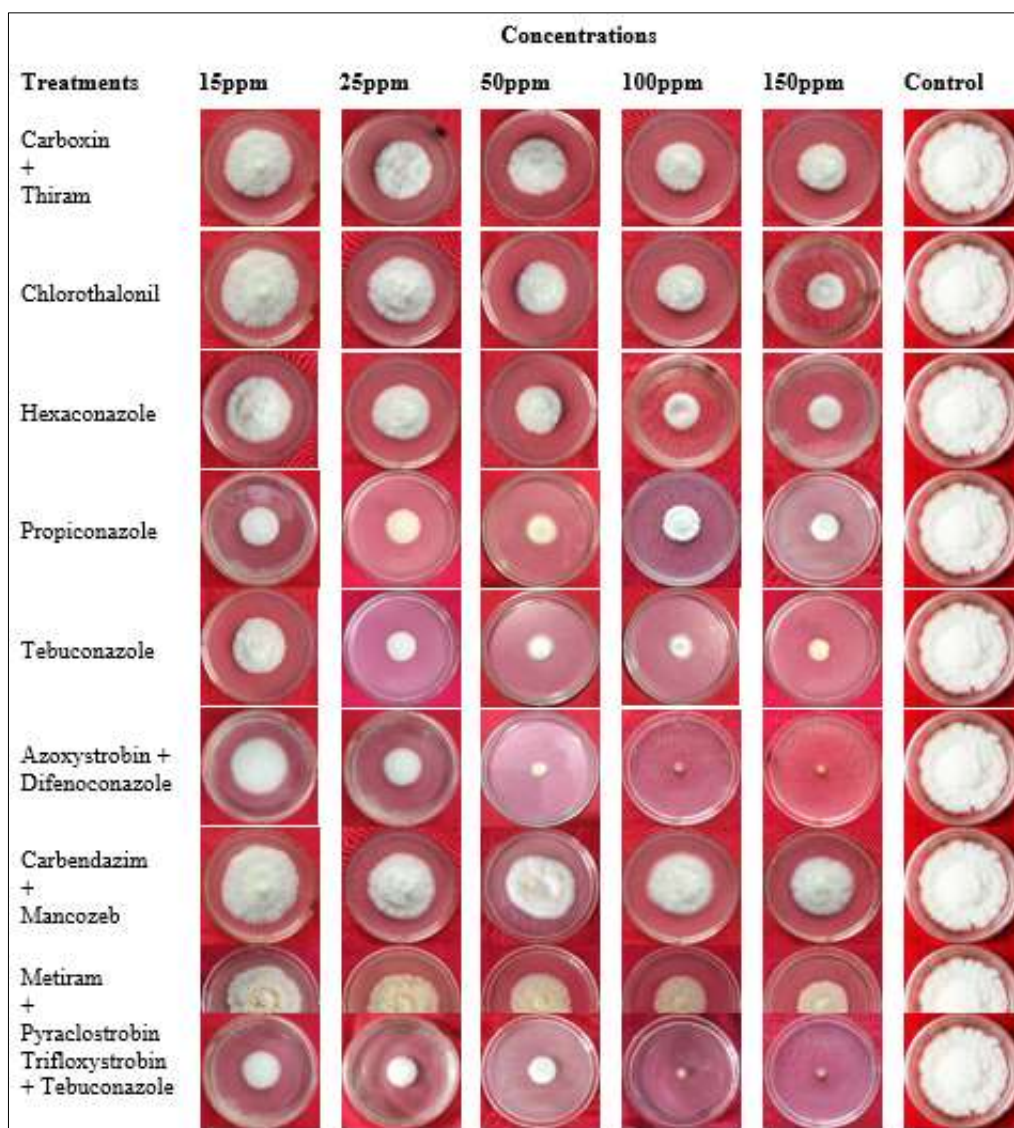 Concentrations
Treatments 15ppm 25ppm 50ppm 100ppm 150ppm Control
Carboxin
+
Thiram
Chlorothalonil
Hexaconazole
Propiconazole
Tebuconazole
Azoxystrobin +
Difenoconazole
Carbendazim
+
Mancozeb
Metiram
+
Pyraclostrobin
Trifloxystrobin
+ Tebuconazole